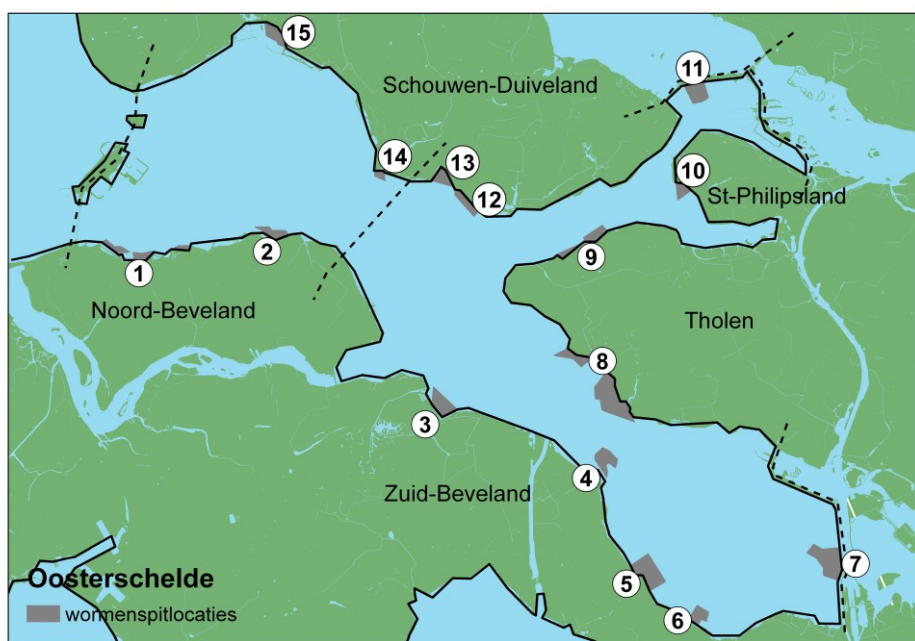 15
11
Schouwen-Duiveland
14
13
10
12
St-Philipsland
9
2
1
Noord-Beveland
Tholen
8
3
4
Zuid-Beveland
7
5
Oosterschelde
wormenspitlocaties
6